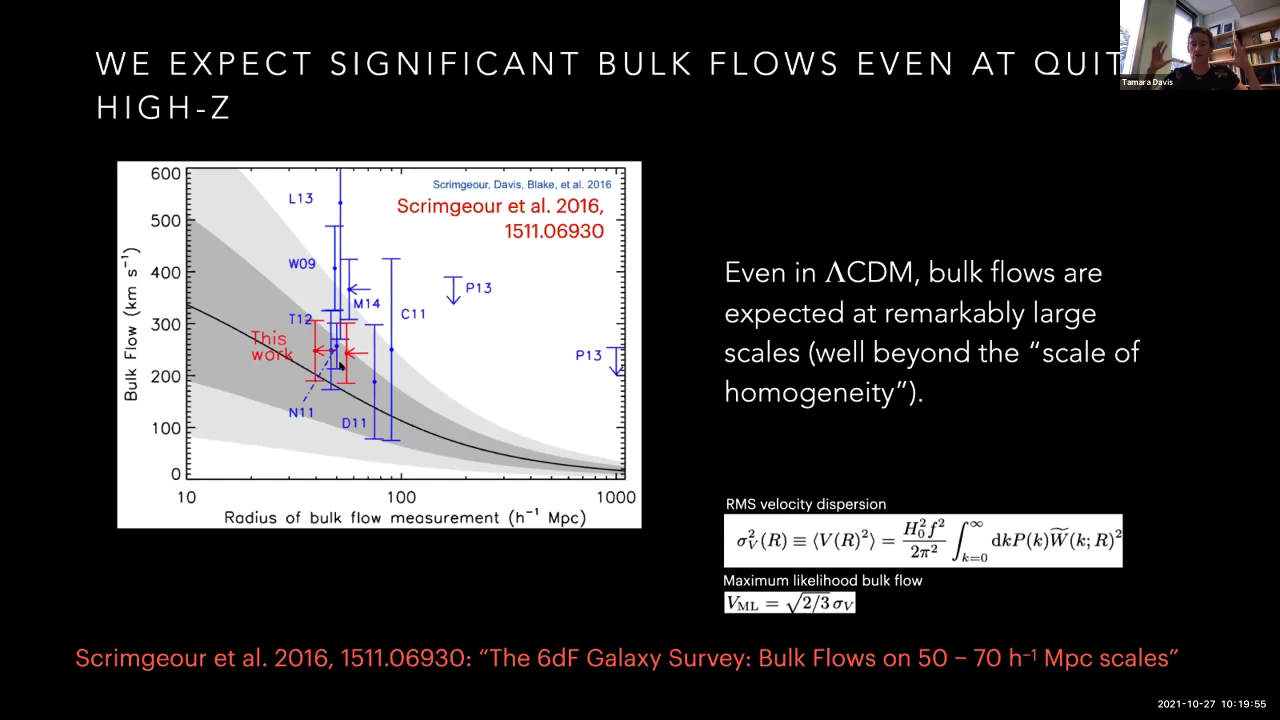 WE EXPECT SIGNIFICANT BULK FLOWS EVEN AT QUIT
HIGH-Z
Tamara Davis
600
500
400
300
200
100
0
10
100
1000
Bulk Flow (km s⁻¹)
Radius of bulk flow measurement (h⁻¹ Mpc)
Scrimgeour, Davis, Blake, et al. 2016
Scrimgeour et al. 2016,
1511.06930
L13
W09
M14
T12
C11
P13
P13
This
work
N11
D11
Even in ΛCDM, bulk flows are
expected at remarkably large
scales (well beyond the “scale of
homogeneity”).
RMS velocity dispersion
σ_V²(R) ≡ ⟨V(R)²⟩ = H₀²f²/2π² ∫_{k=0}^{∞} dkP(k)W̃(k;R)²
Maximum likelihood bulk flow
V_ML = √2/3 σ_V
Scrimgeour et al. 2016, 1511.06930: “The 6dF Galaxy Survey: Bulk Flows on 50 – 70 h⁻¹ Mpc scales”
2021-10-27 10:19:55